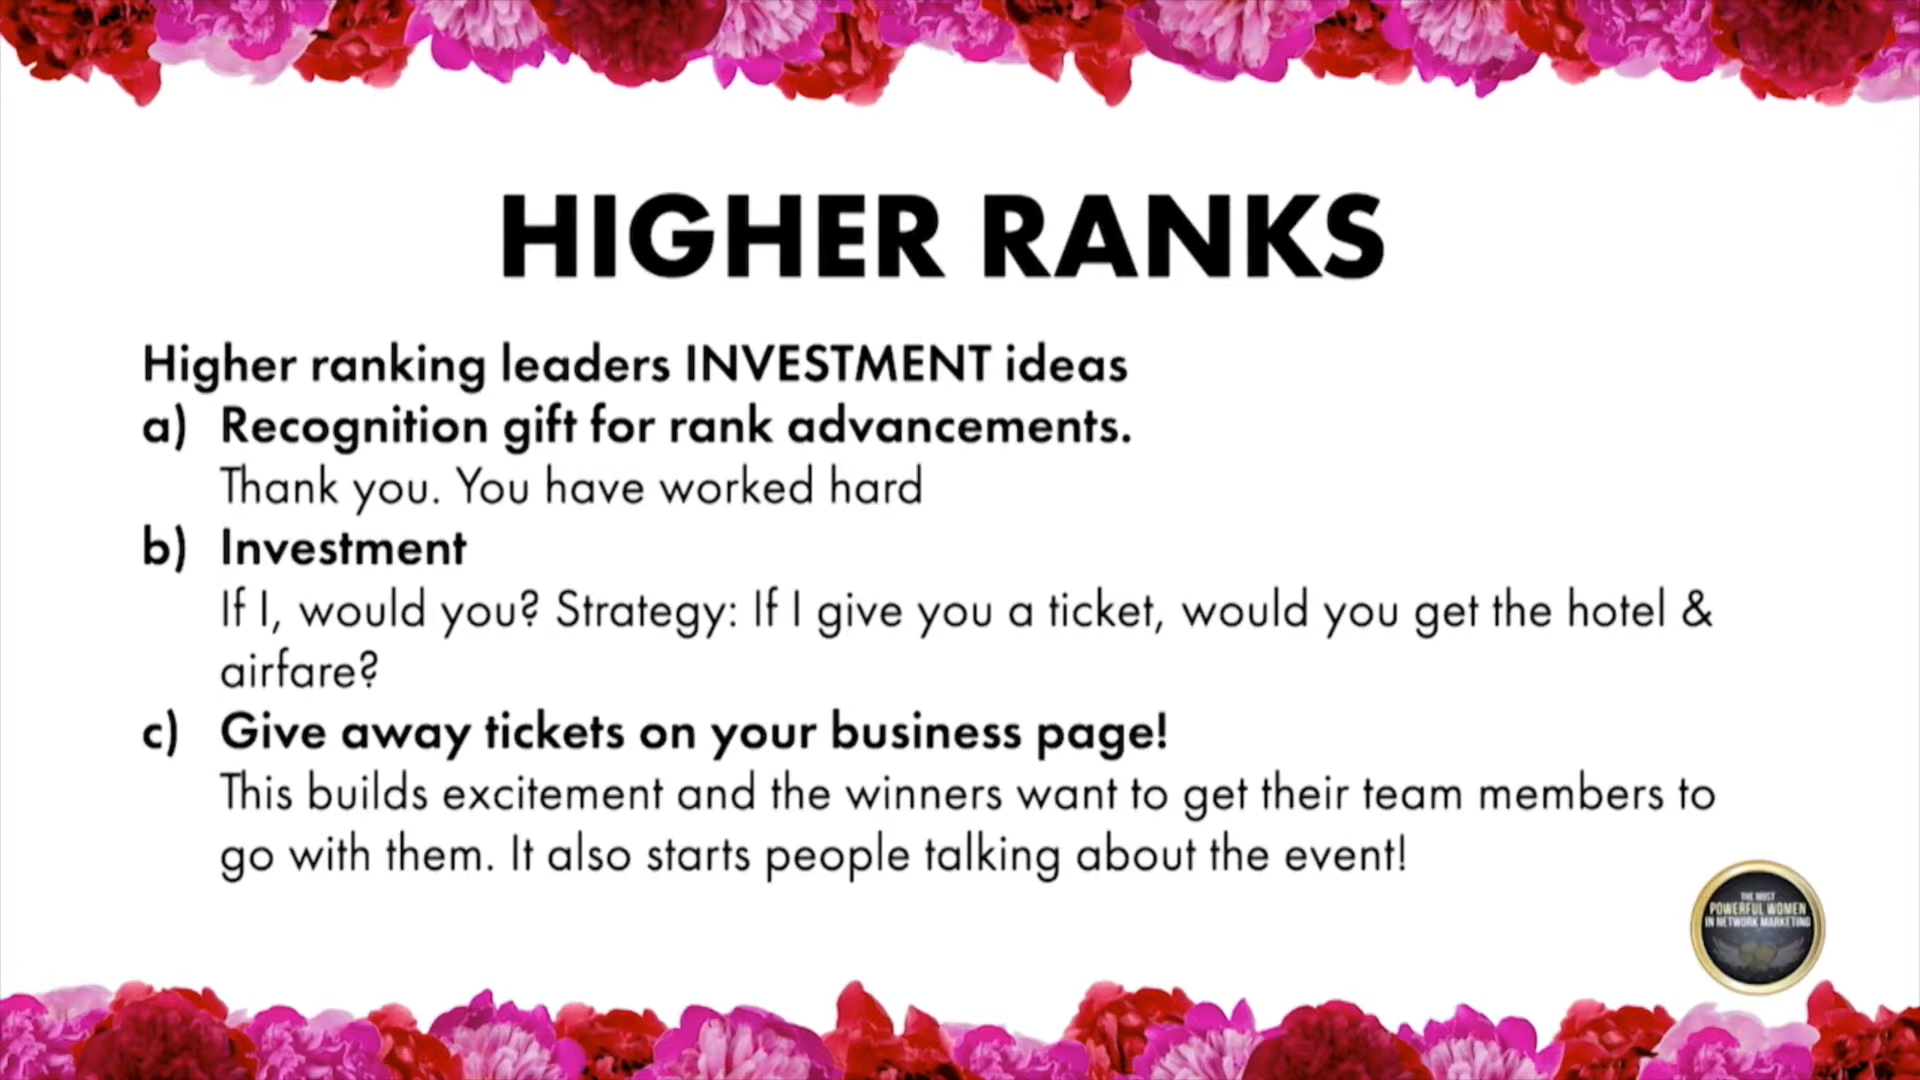 HIGHER RANKS
Higher ranking leaders INVESTMENT ideas
a) Recognition gift for rank advancements.
Thank you. You have worked hard
b) Investment
If I, would you? Strategy: If I give you a ticket, would you get the hotel &
airfare?
c) Give away tickets on your business page!
This builds excitement and the winners want to get their team members to
go with them. It also starts people talking about the event!
THE MOST
POWERFUL WOMEN
IN NETWORK MARKETING